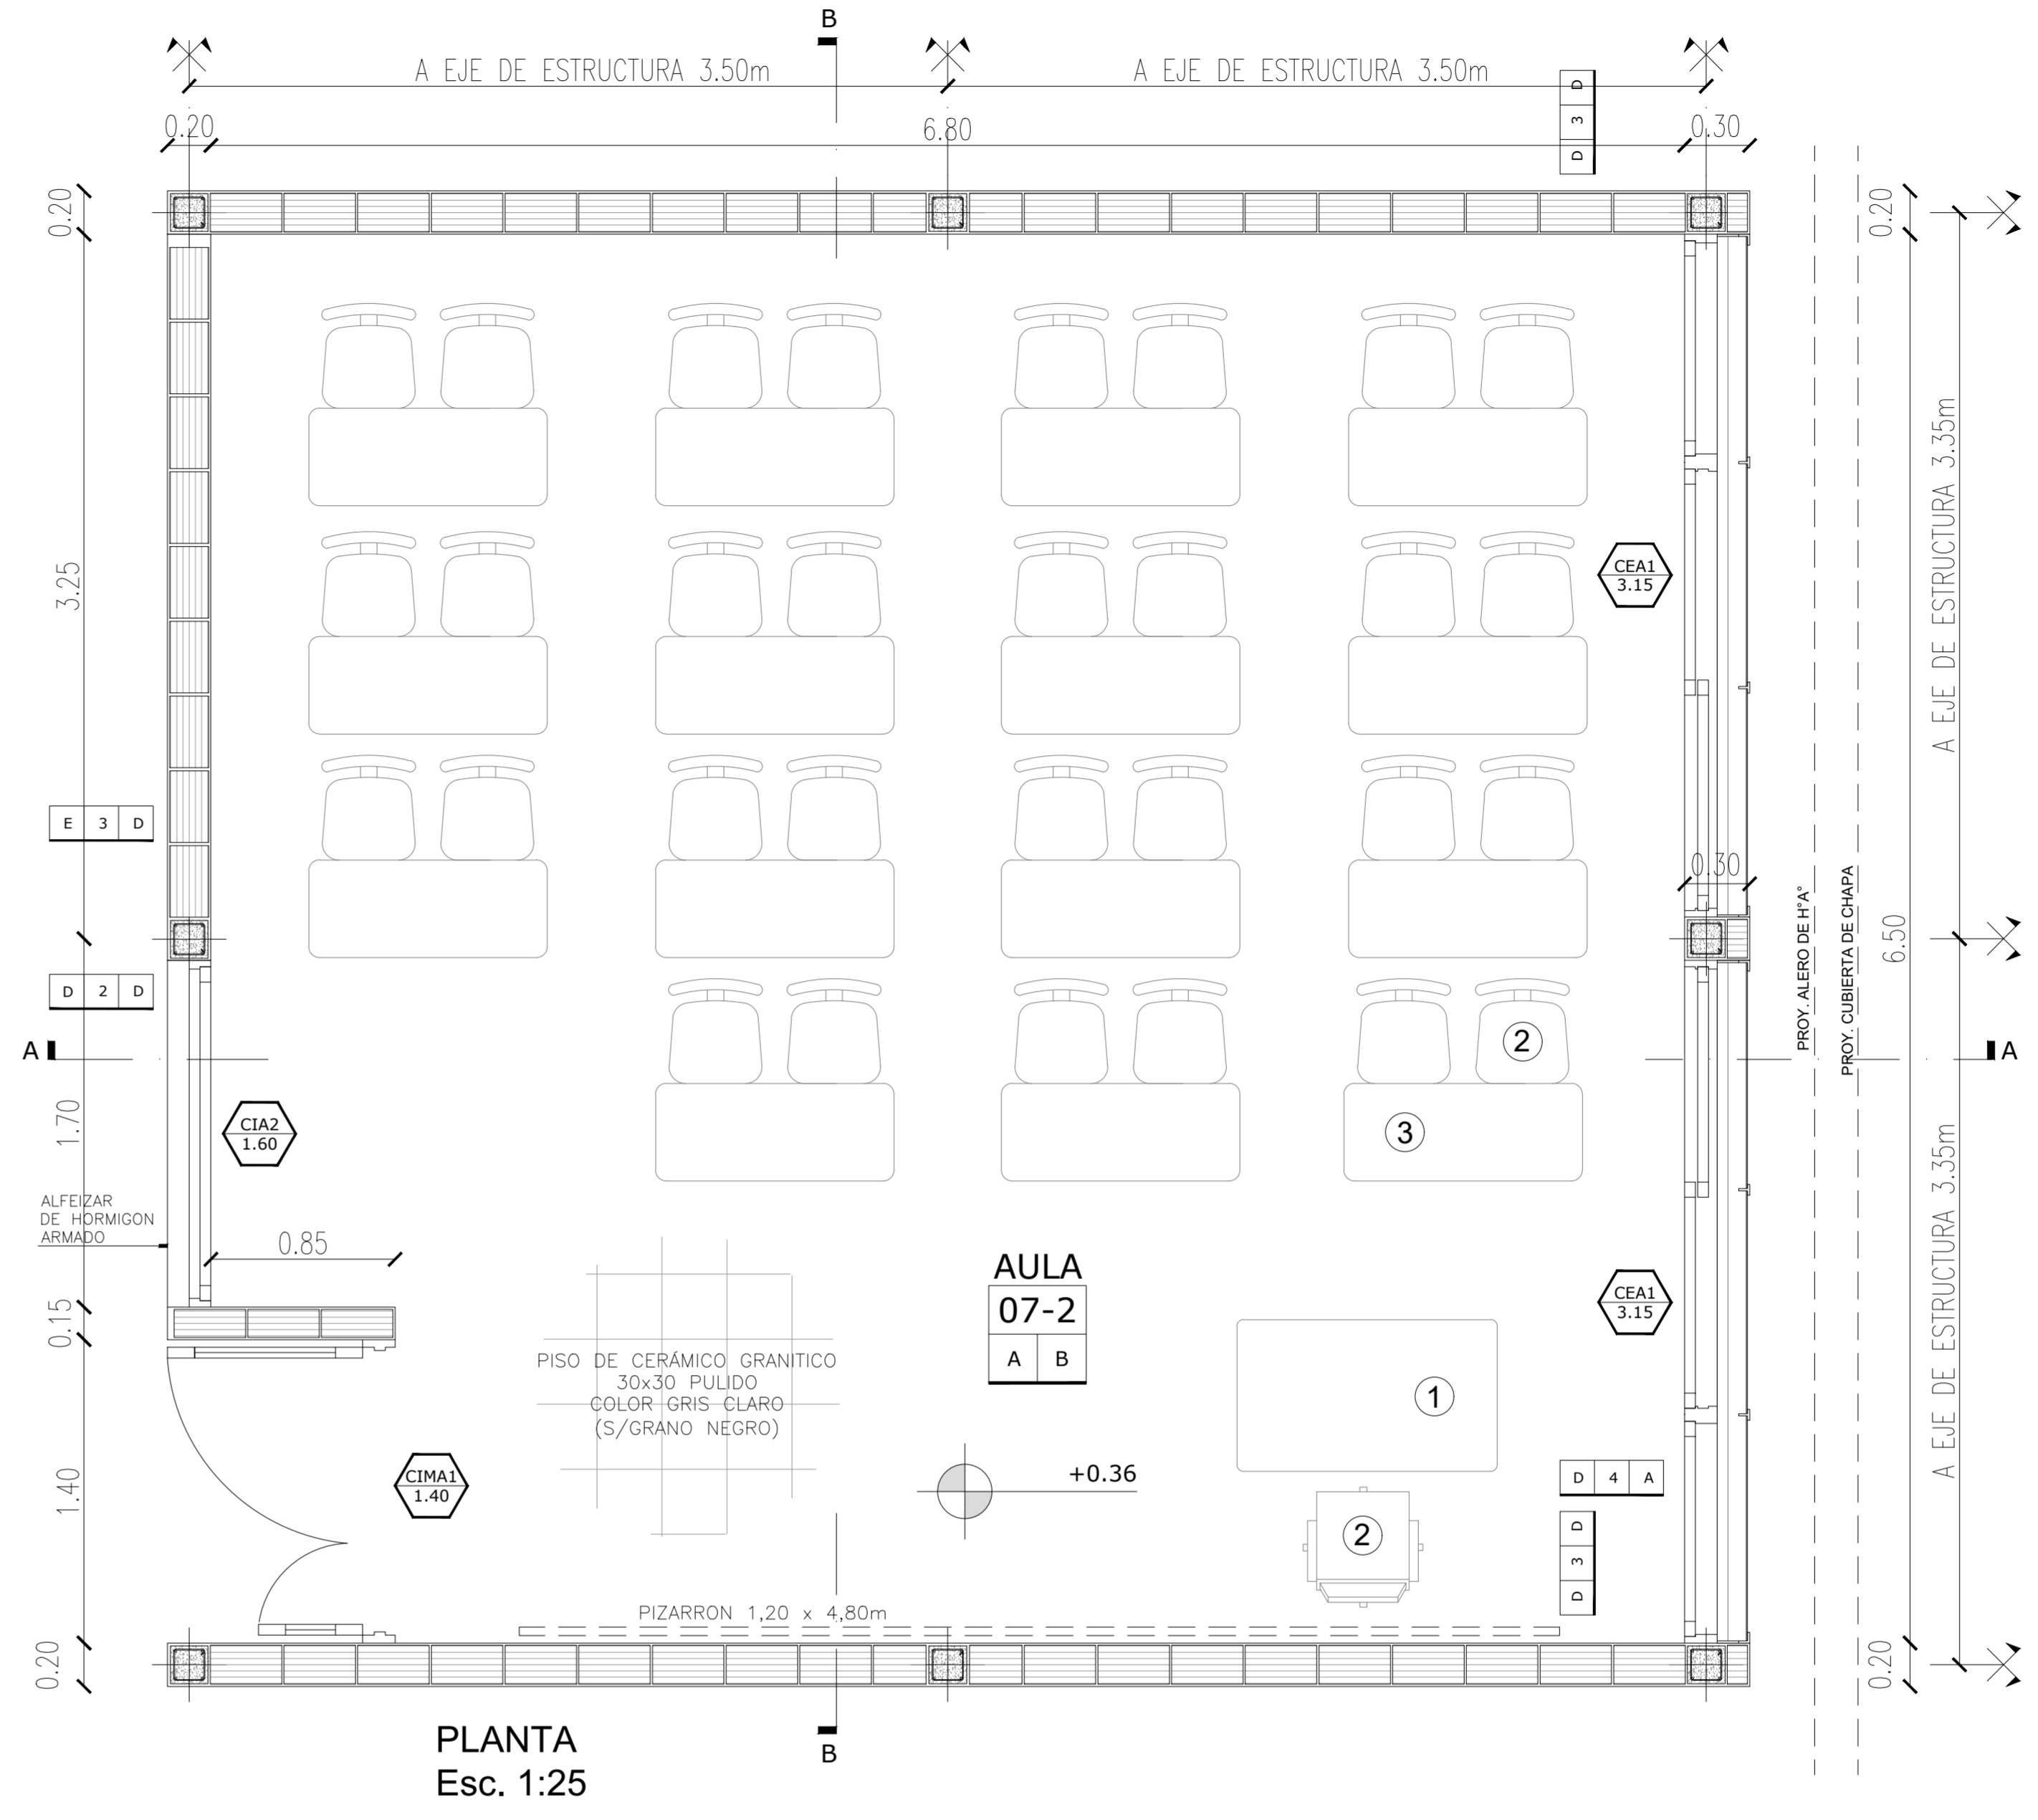 B
A EJE DE ESTRUCTURA 3.50m
A EJE DE ESTRUCTURA 3.50m
0.20
6.80
0.30
D 3 D
0.20
0.20
3.25
A EJE DE ESTRUCTURA 3.35m
CEA1
3.15
E 3 D
0.30
PROY. ALERO DE H°A°
PROY. CUBIERTA DE CHAPA
6.50
D 2 D
A
A
2
3
1.70
CIA2
1.60
ALFEIZAR
DE HORMIGON
ARMADO
0.85
A EJE DE ESTRUCTURA 3.35m
AULA
07-2
A B
CEA1
3.15
0.15
PISO DE CERÁMICO GRANITICO
30x30 PULIDO
COLOR GRIS CLARO
(S/GRANO NEGRO)
1
1.40
CIMA1
1.40
+0.36
D 4 A
2
D 3 D
PIZARRON 1,20 x 4,80m
0.20
0.20
PLANTA
B
Esc. 1:25